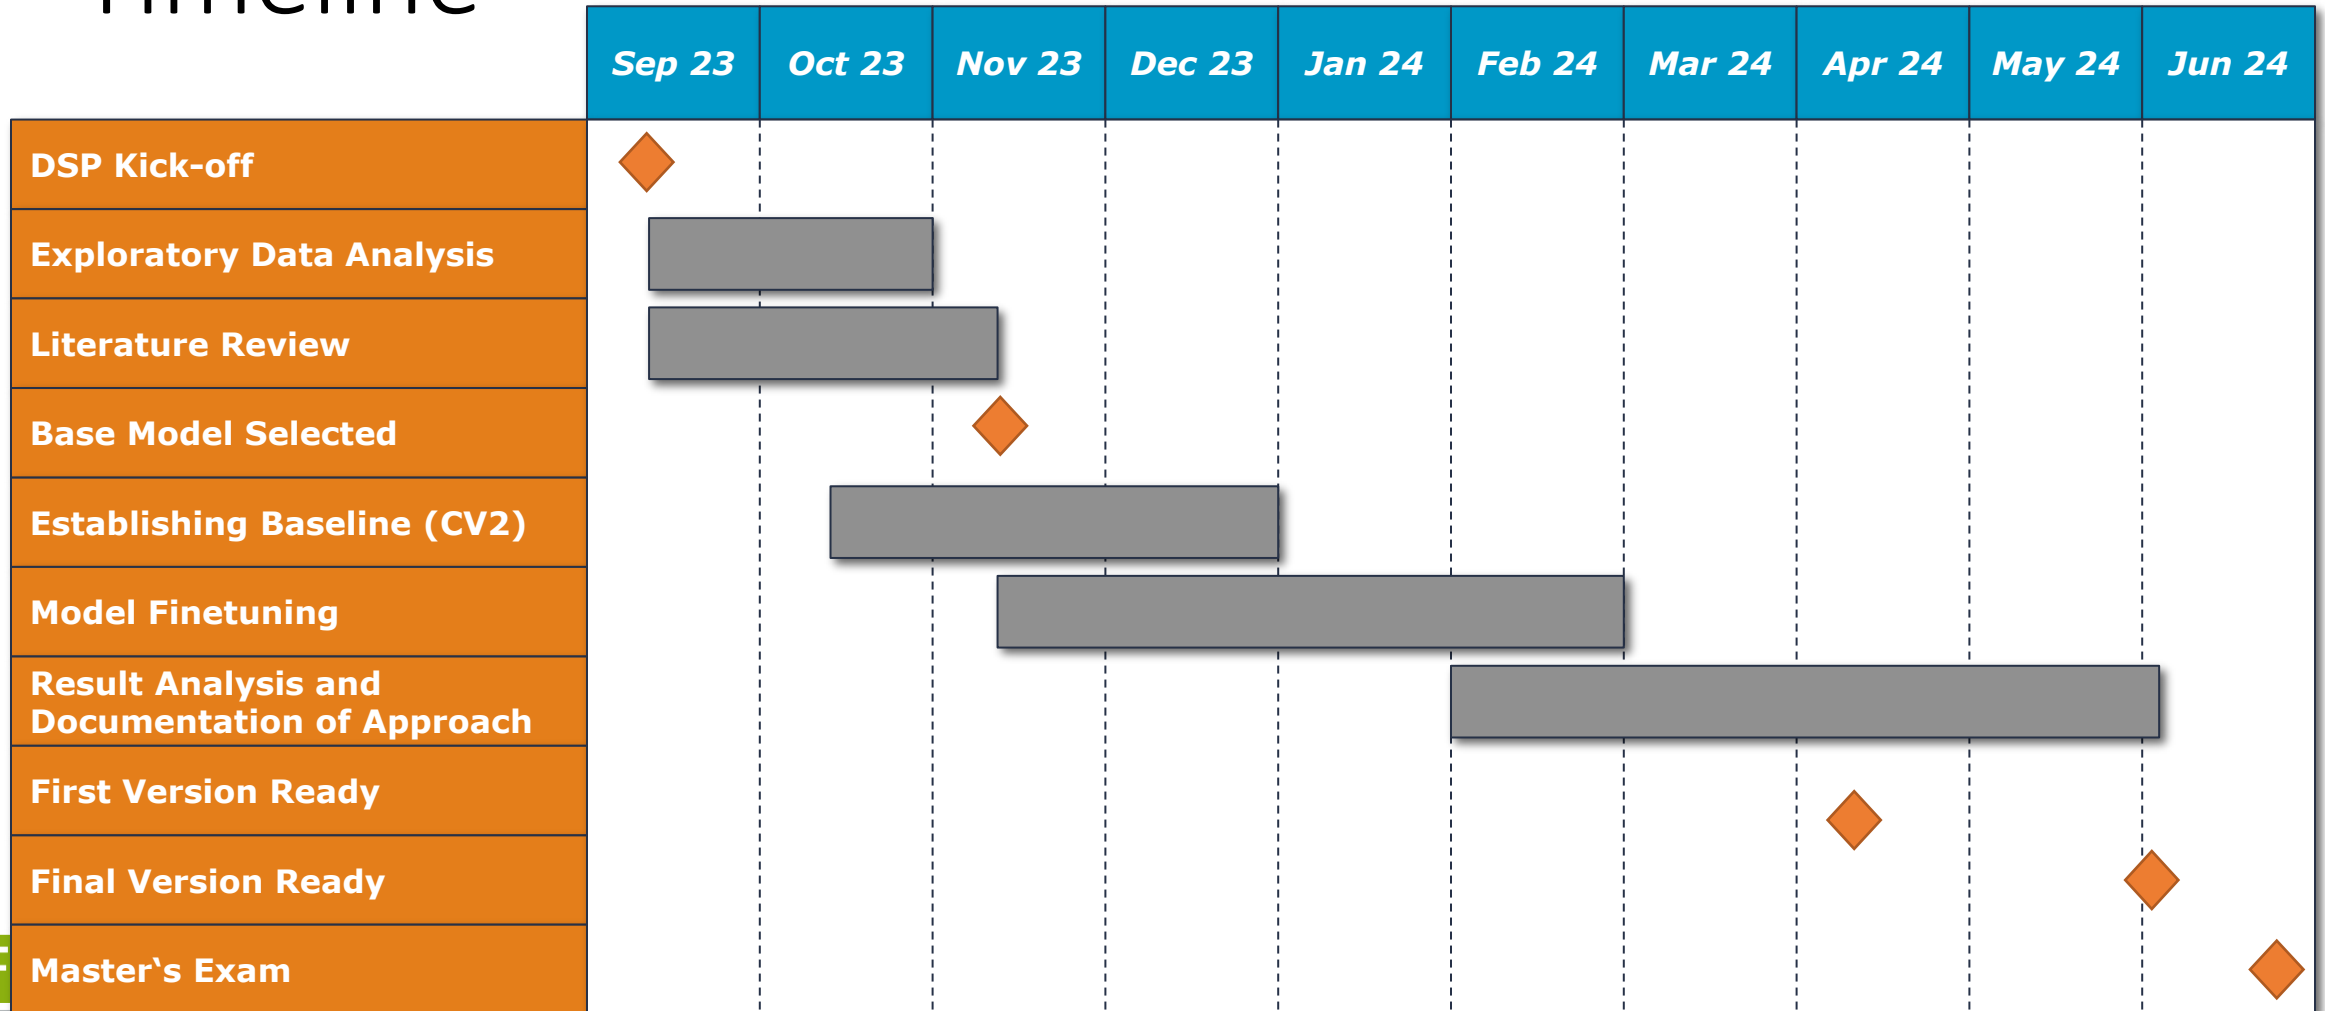 Timeline
Sep 23 Oct 23 Nov 23 Dec 23 Jan 24 Feb 24 Mar 24 Apr 24 May 24 Jun 24
DSP Kick-off
Exploratory Data Analysis
Literature Review
Base Model Selected
Establishing Baseline (CV2)
Model Finetuning
Result Analysis and
Documentation of Approach
First Version Ready
Final Version Ready
Master‘s Exam